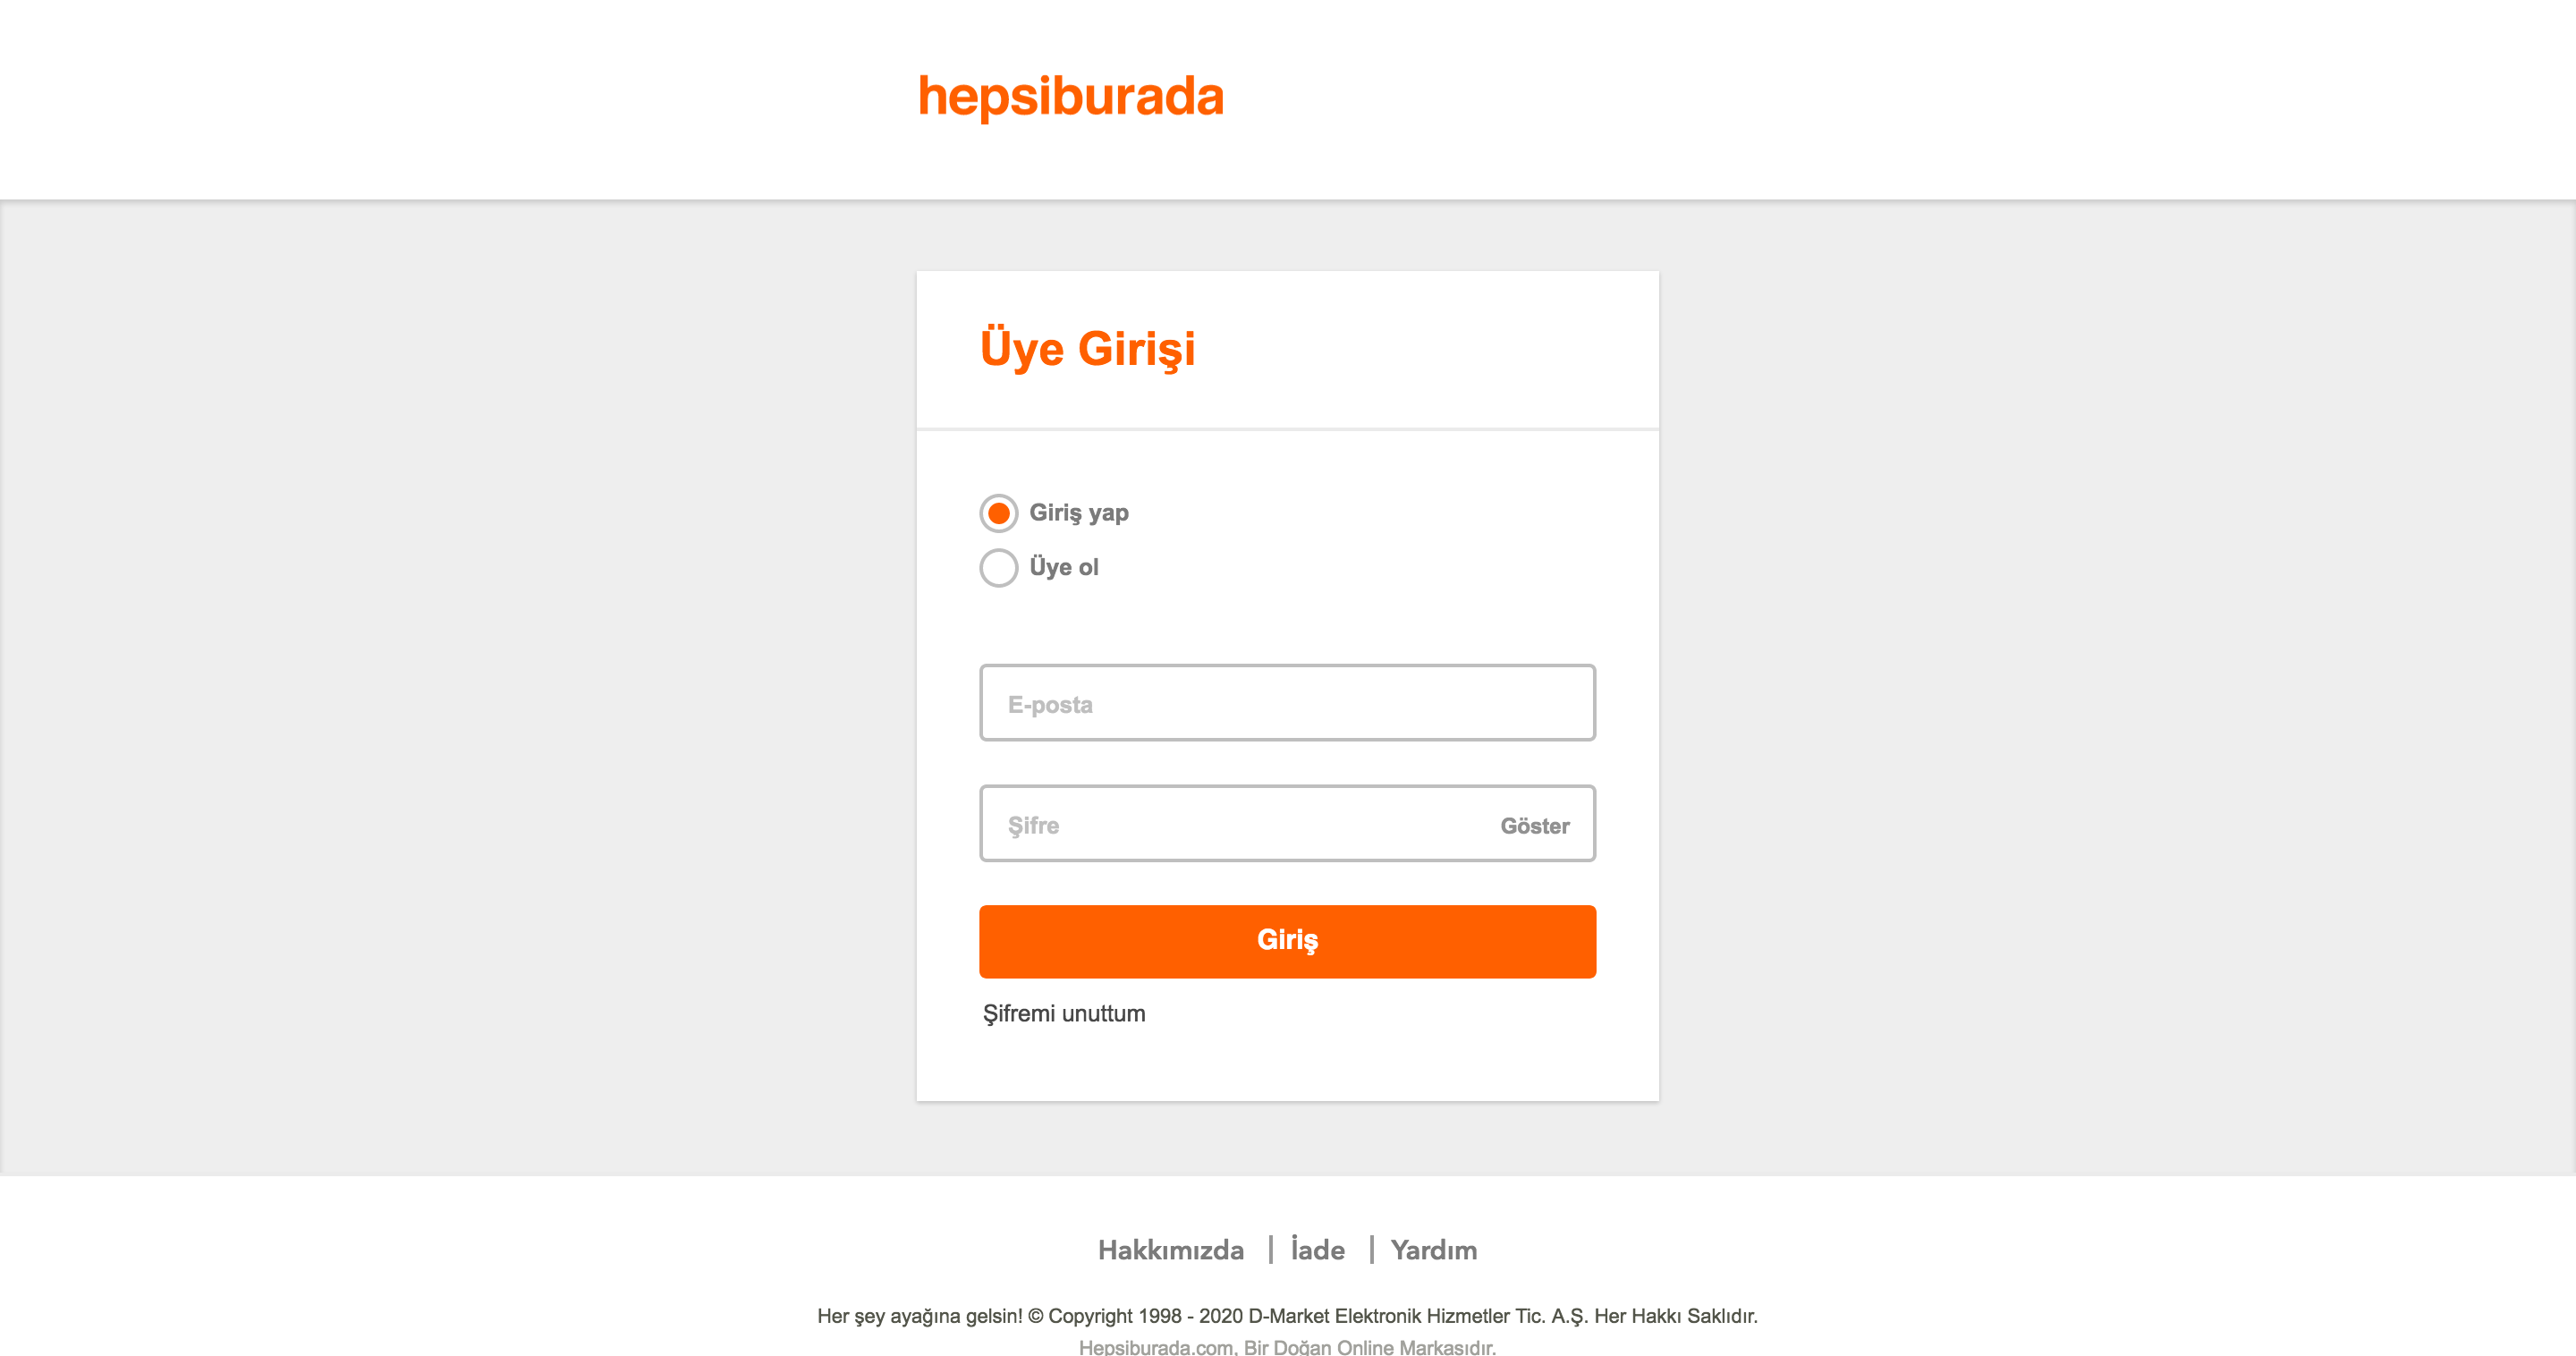 hepsiburada
Üye Girişi
Giriş yap
Üye ol
E-posta
Şifre Göster
Giriş
Şifremi unuttum
Hakkımızda | İade | Yardım
Her şey ayağına gelsin! © Copyright 1998 - 2020 D-Market Elektronik Hizmetler Tic. A.Ş. Her Hakkı Saklıdır.
Hepsiburada.com, Bir Doğan Online Markasıdır.